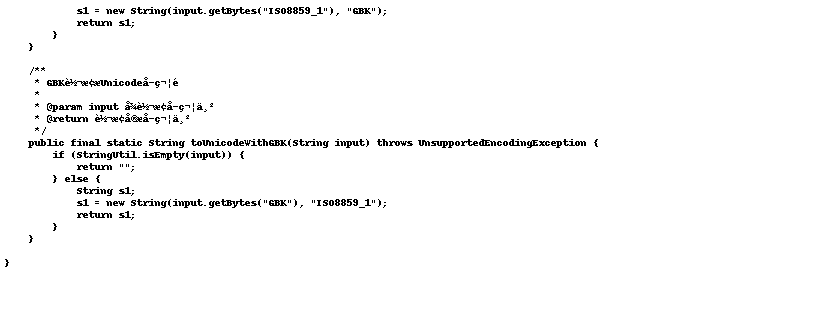 s1 = new String(input.getBytes("ISO8859_1"), "GBK");
return s1;
}
}
/**
* GBKè½¬æ¢æUnicodeå­ç¬¦é
*
* @param input å¾è½¬æ¢å­ç¬¦ä¸²
* @return è½¬æ¢å®æå­ç¬¦ä¸²
*/
public final static String toUnicodeWithGBK(String input) throws UnsupportedEncodingException {
if (StringUtil.isEmpty(input)) {
return "";
} else {
String s1;
s1 = new String(input.getBytes("GBK"), "ISO8859_1");
return s1;
}
}
}